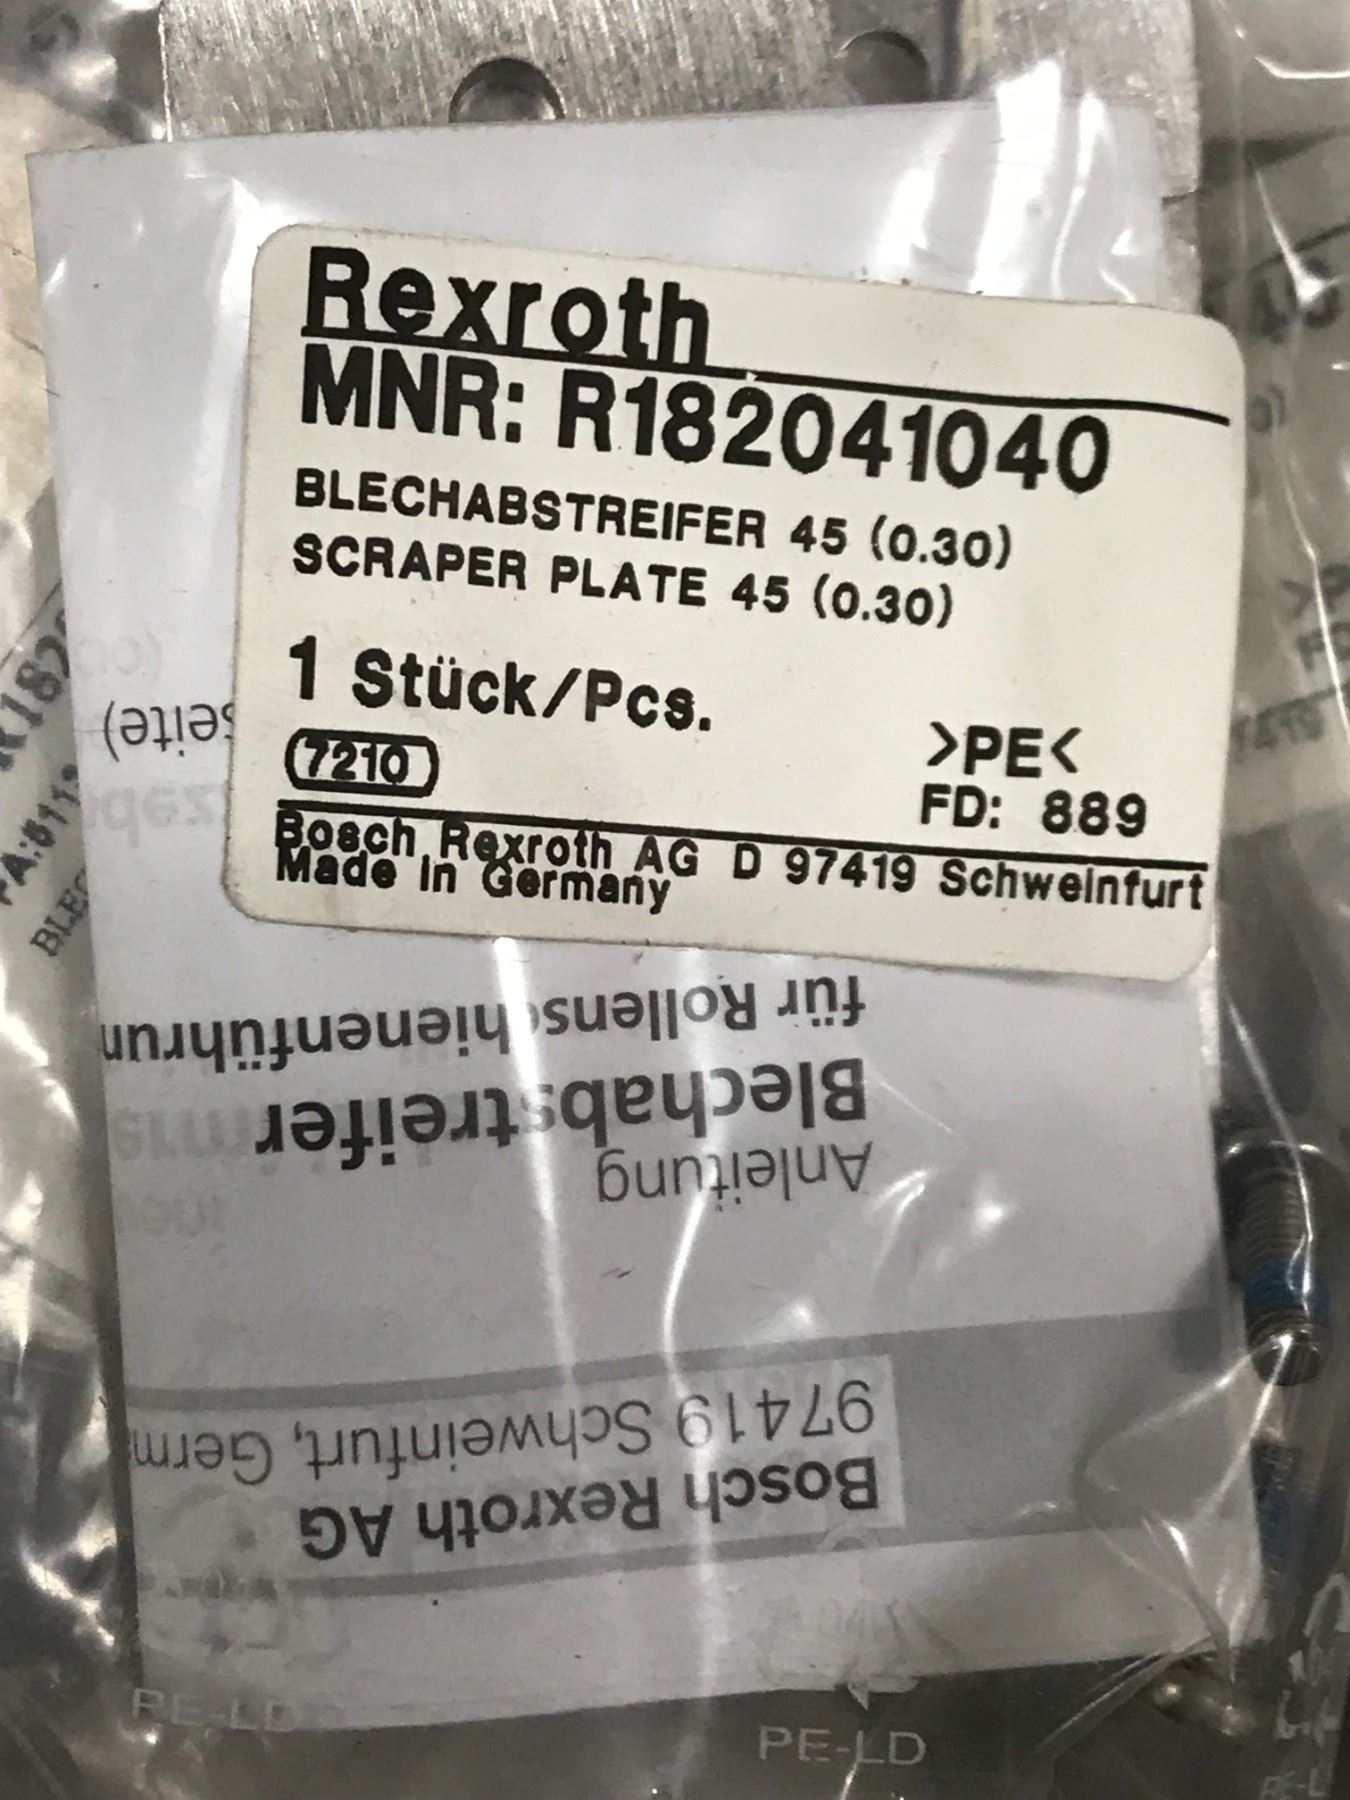 Rexroth
MNR: R182041040
BLECHABSTREIFER 45 (0.30)
SCRAPER PLATE 45 (0.30)
1 Stück/Pcs.
7210
>PE<
FD: 889
Bosch Rexroth AG D 97419 Schweinfurt
Made in Germany
Bosch Rexroth AG
97419 Schweinfurt, Germ
Anleitung
Blechabstreifer
für Rollenschienenführun
seite)
PE-LD
PE-LD